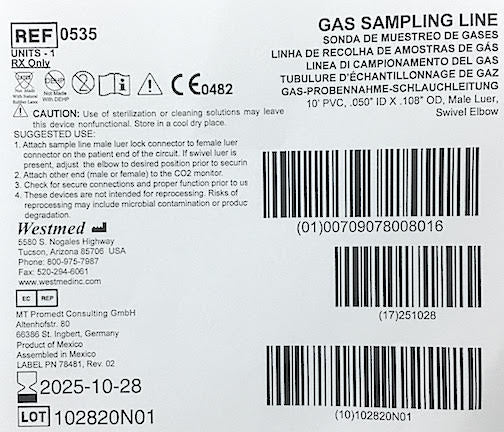 REF 0535
UNITS - 1
RX Only
GAS SAMPLING LINE
SONDA DE MUESTREO DE GASES
LINHA DE RECOLHA DE AMOSTRAS DE GÁS
LINEA DI CAMPIONAMENTO DEL GAS
TUBULURE D'ÉCHANTILLONNAGE DE GAZ
GAS-PROBENNAHME-SCHLAUCHLEITUNG
10' PVC, .050" ID X .108" OD, Male Luer,
Swivel Elbow
Not Made
With Natural
Rubber Latex
DEHP
Not Made
With DEHP
2
CE0482
CAUTION: Use of sterilization or cleaning solutions may leave
this device nonfunctional. Store in a cool dry place.
SUGGESTED USE:
1. Attach sample line male luer lock connector to female luer
connector on the patient end of the circuit. If swivel luer is
present, adjust the elbow to desired position prior to securin
2. Attach other end (male or female) to the CO2 monitor.
3. Check for secure connections and proper function prior to us
4. These devices are not intended for reprocessing. Risks of
reprocessing may include microbial contamination or produc
degradation.
Westmed
5580 S. Nogales Highway
Tucson, Arizona 85706 USA
Phone: 800-975-7987
Fax: 520-294-6061
www.westmedinc.com
EC REP
MT Promedt Consulting GmbH
Altenhofstr. 80
66386 St. Ingbert, Germany
Product of Mexico
Assembled in Mexico
LABEL PN 78481, Rev. 02
2025-10-28
LOT 102820N01
(01)00709078008016
(17)251028
(10)102820N01